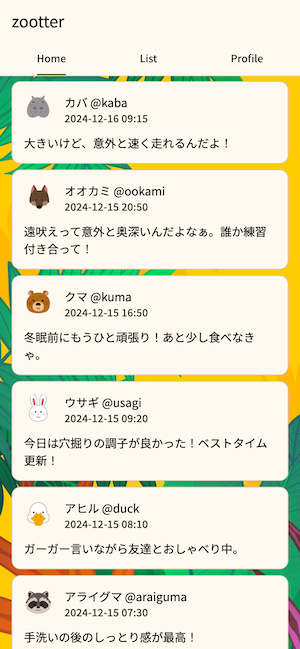 zootter
Home List Profile
カバ @kaba
2024-12-16 09:15
大きいけど、意外と速く走れるんだよ！
オオカミ @ookami
2024-12-15 20:50
遠吠えって意外と奥深いんだよなぁ。誰か練習
付き合って！
クマ @kuma
2024-12-15 16:50
冬眠前にもうひと頑張り！あと少し食べなき
ゃ。
ウサギ @usagi
2024-12-15 09:20
今日は穴掘りの調子が良かった！ベストタイム
更新！
アヒル @duck
2024-12-15 08:10
ガーガー言いながら友達とおしゃべり中。
アライグマ @araiguma
2024-12-15 07:30
手洗いの後のしっとり感が最高！